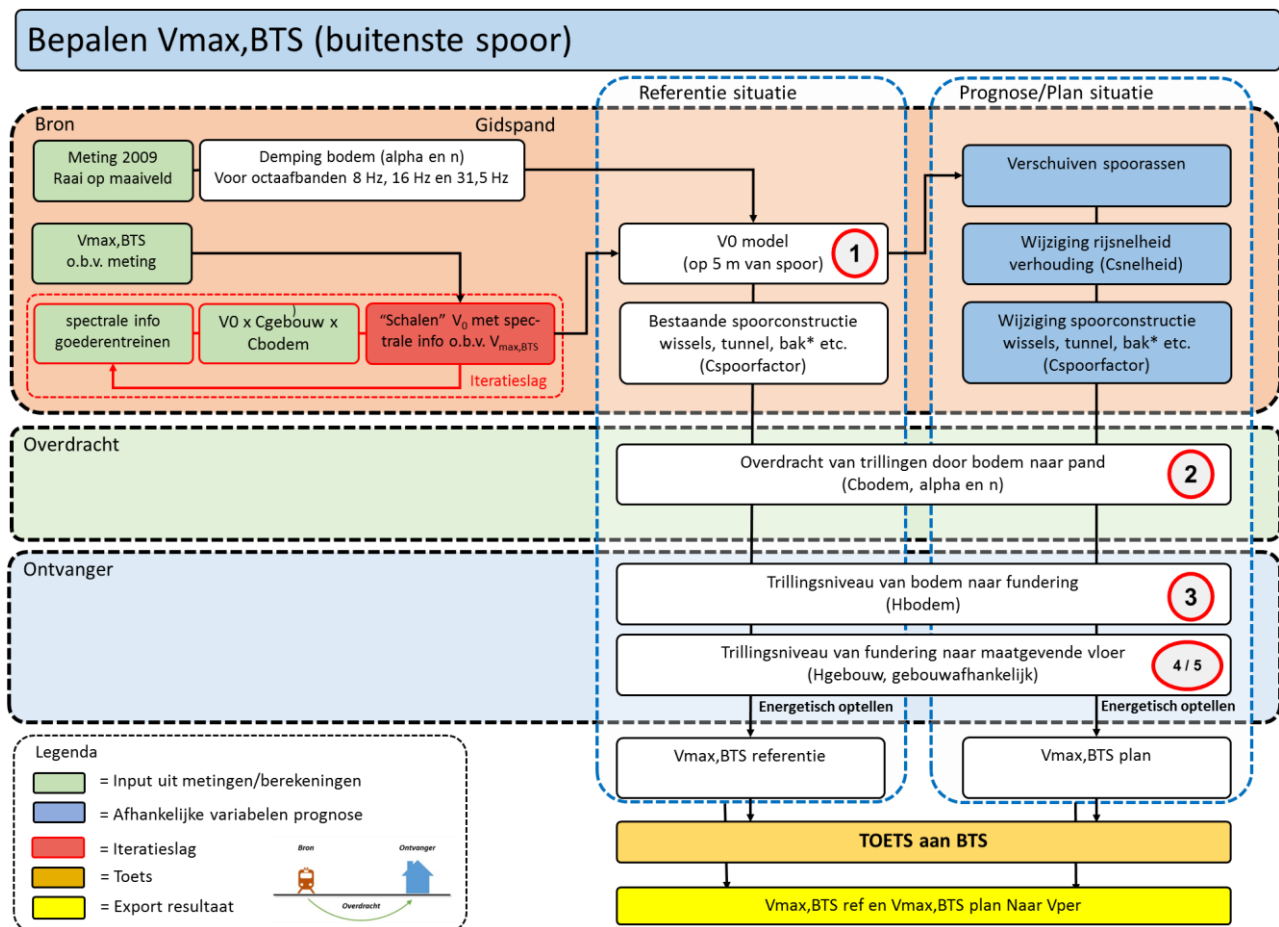 Bepalen Vmax,BTS (buitenste spoor)
Referentie situatie
Prognose/Plan situatie
Bron
Gidspand
Meting 2009
Raai op maaiveld
Demping bodem (alpha en n)
Voor octaafbanden 8 Hz, 16 Hz en 31,5 Hz
Verschuiven spoorassen
Vmax,BTS
o.b.v. meting
V0 model
(op 5 m van spoor)
1
Wijziging rijsnelheid
verhouding (Csnelheid)
spectrale info
goederentreinen
V0 x Cgebouw x
Cbodem
)
“Schalen” V0 met spec-
trale info o.b.v. Vmax,BTS
Iteratieslag
Bestaande spoorconstructie
wissels, tunnel, bak* etc.
(Cspoorfactor)
Wijziging spoorconstructie
wissels, tunnel, bak* etc.
(Cspoorfactor)
Overdracht
Overdracht van trillingen door bodem naar pand
(Cbodem, alpha en n)
2
Ontvanger
Trillingsniveau van bodem naar fundering
(Hbodem)
3
Trillingsniveau van fundering naar maatgevende vloer
(Hgebouw, gebouwafhankelijk)
4 / 5
Energetisch optellen
Energetisch optellen
Vmax,BTS referentie
Vmax,BTS plan
TOETS aan BTS
Vmax,BTS ref en Vmax,BTS plan Naar Vper
Legenda
= Input uit metingen/berekeningen
= Afhankelijke variabelen prognose
= Iteratieslag
= Toets
= Export resultaat
Bron
Ontvanger
Overdracht